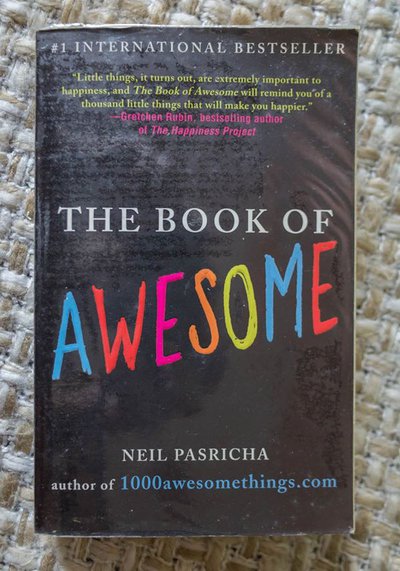 #1 INTERNATIONAL BESTSELLER
"Little things, it turns out, are extremely important to
happiness, and The Book of Awesome will remind you of a
thousand little things that will make you happier."
—Gretchen Rubin, bestselling author
of The Happiness Project
THE BOOK OF
AWESOME
NEIL PASRICHA
author of 1000awesomethings.com